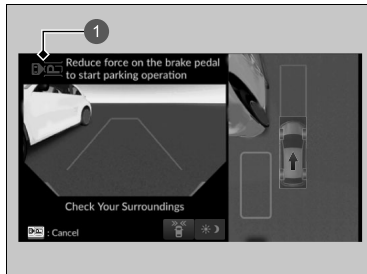 1
Reduce force on the brake pedal
to start parking operation
Check Your Surroundings
: Cancel